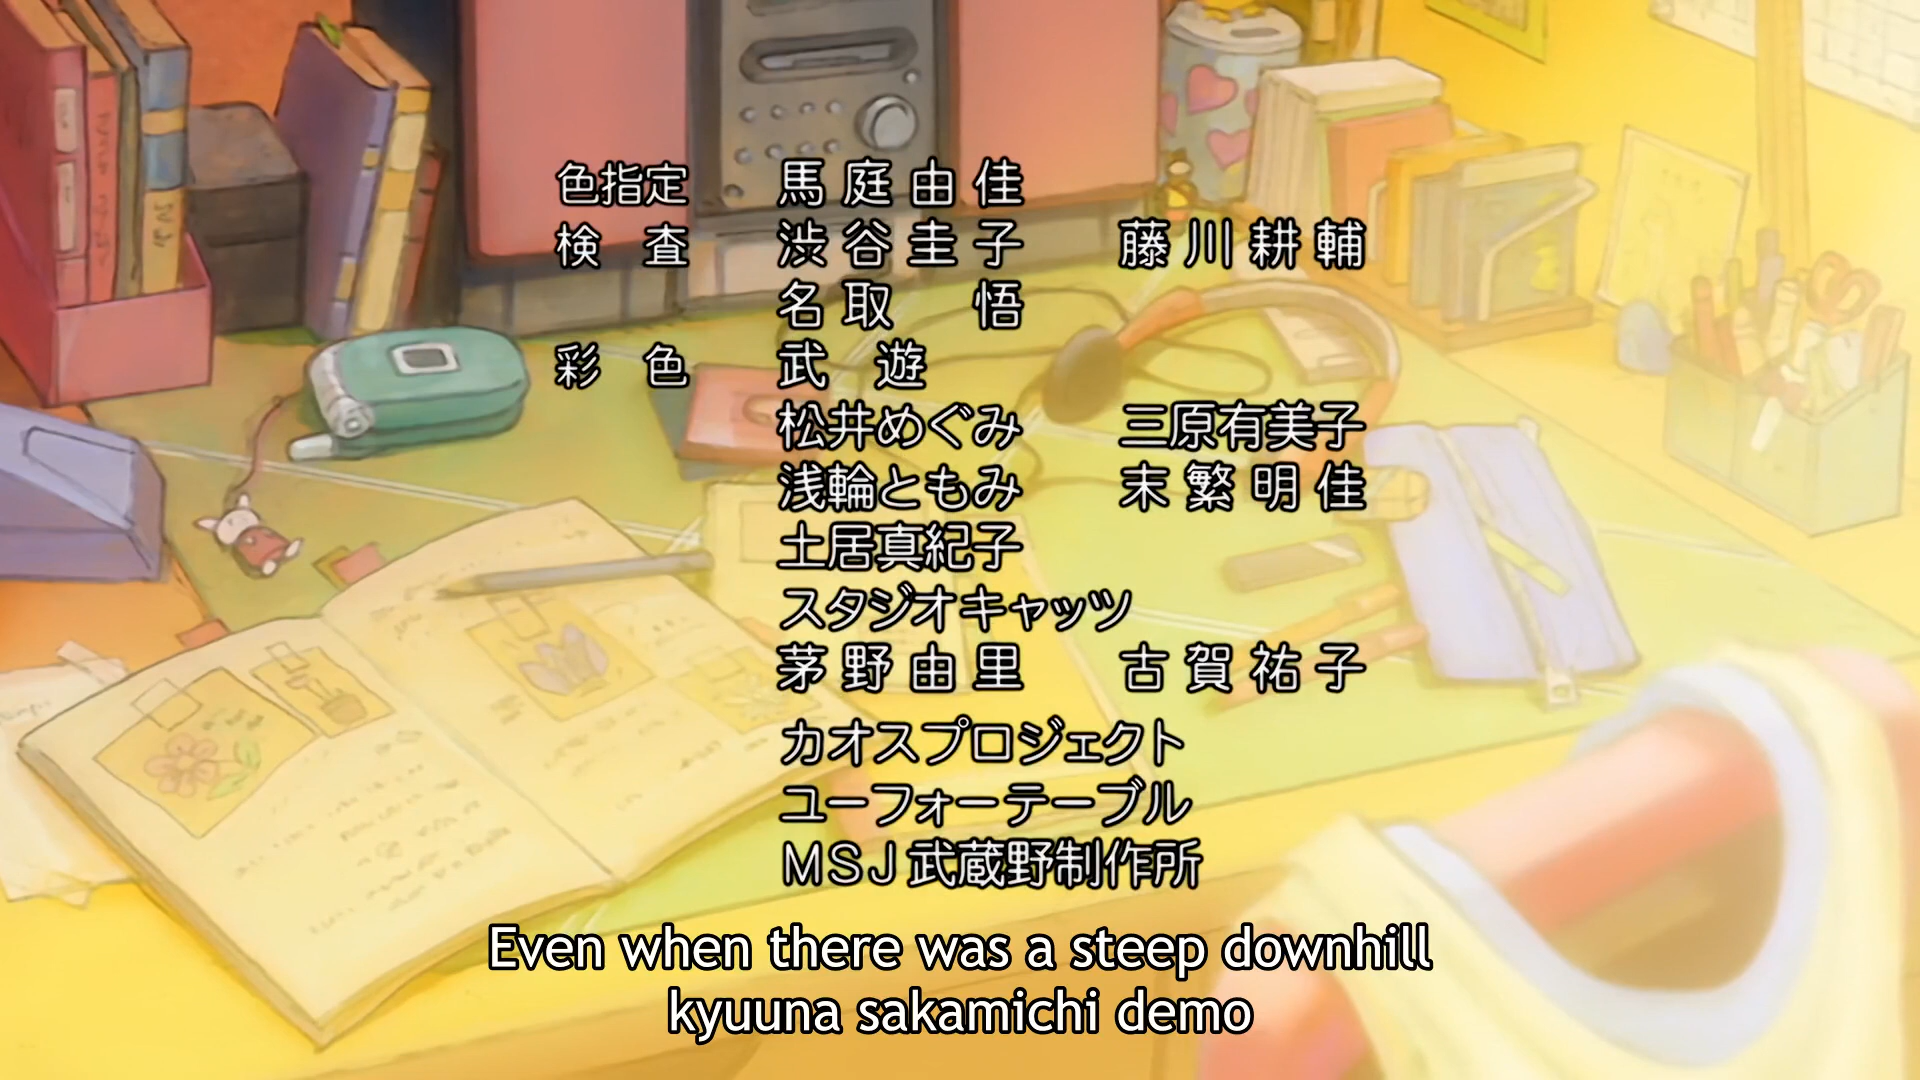 色指定 馬庭由佳
検 査 渋谷圭子 藤川耕輔
名取 悟
彩 色 武 遊
松井めぐみ 三原有美子
浅輪ともみ 末繁明佳
土居真紀子
スタジオキャッツ
茅野由里 古賀祐子
カオスプロジェクト
ユーフォーテーブル
MSJ武蔵野制作所
Even when there was a steep downhill
kyuuna sakamichi demo